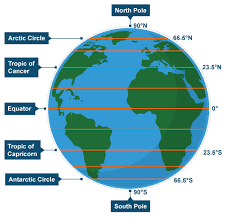 North Pole
90°N
Arctic Circle
66.5°N
Tropic of
Cancer
23.5°N
Equator
0°
Tropic of
Capricorn
23.5°S
Antarctic Circle
66.5°S
90°S
South Pole